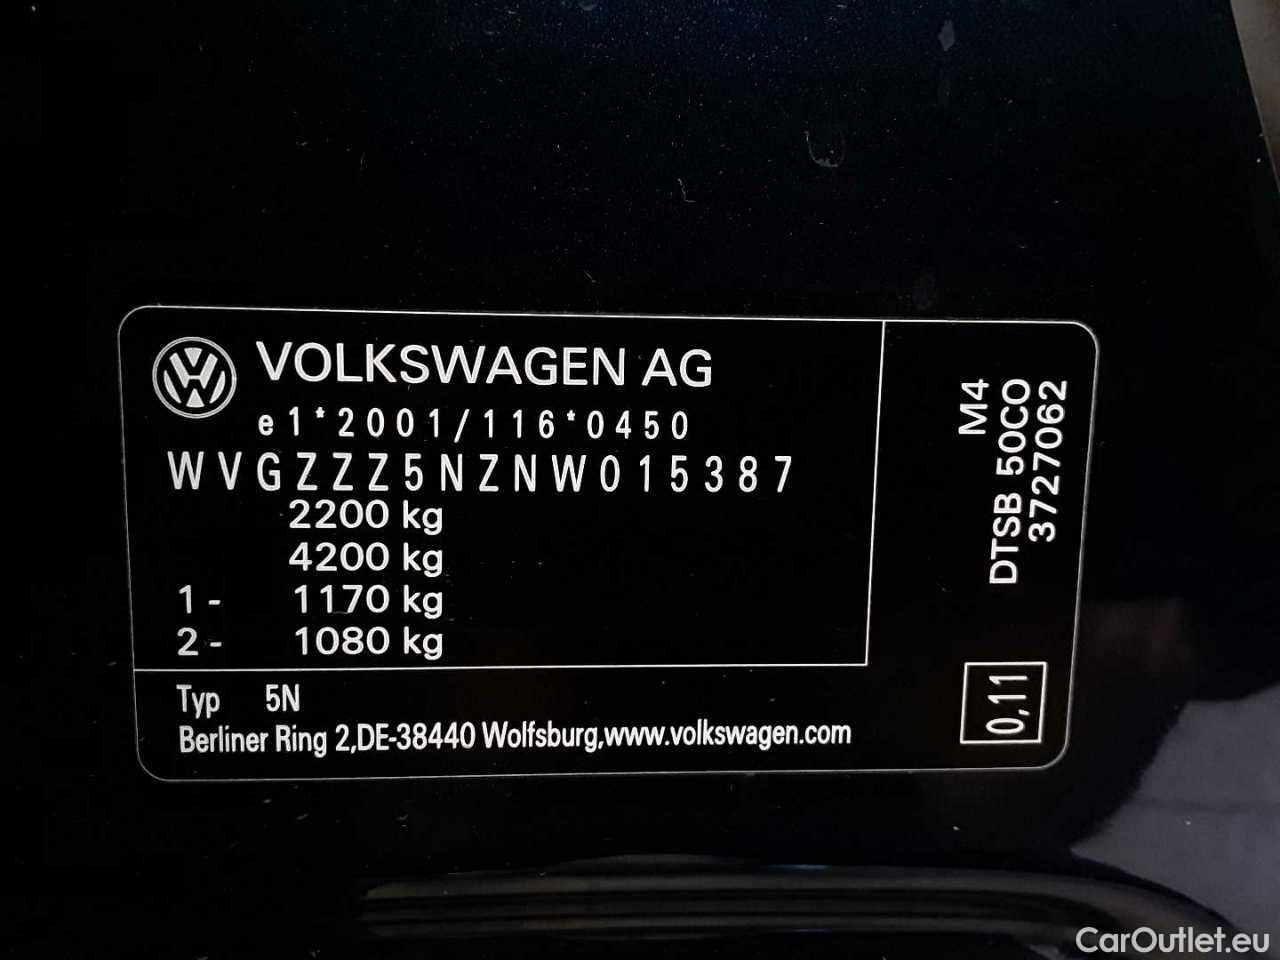 VOLKSWAGEN AG
e1*2001/116*0450
WVGZZZ5NZNW015387
2200 kg
4200 kg
1- 1170 kg
2- 1080 kg
Typ 5N
Berliner Ring 2,DE-38440 Wolfsburg,www.volkswagen.com
M4
DTSB 50CO
3727062
0,11
CarOutlet.eu